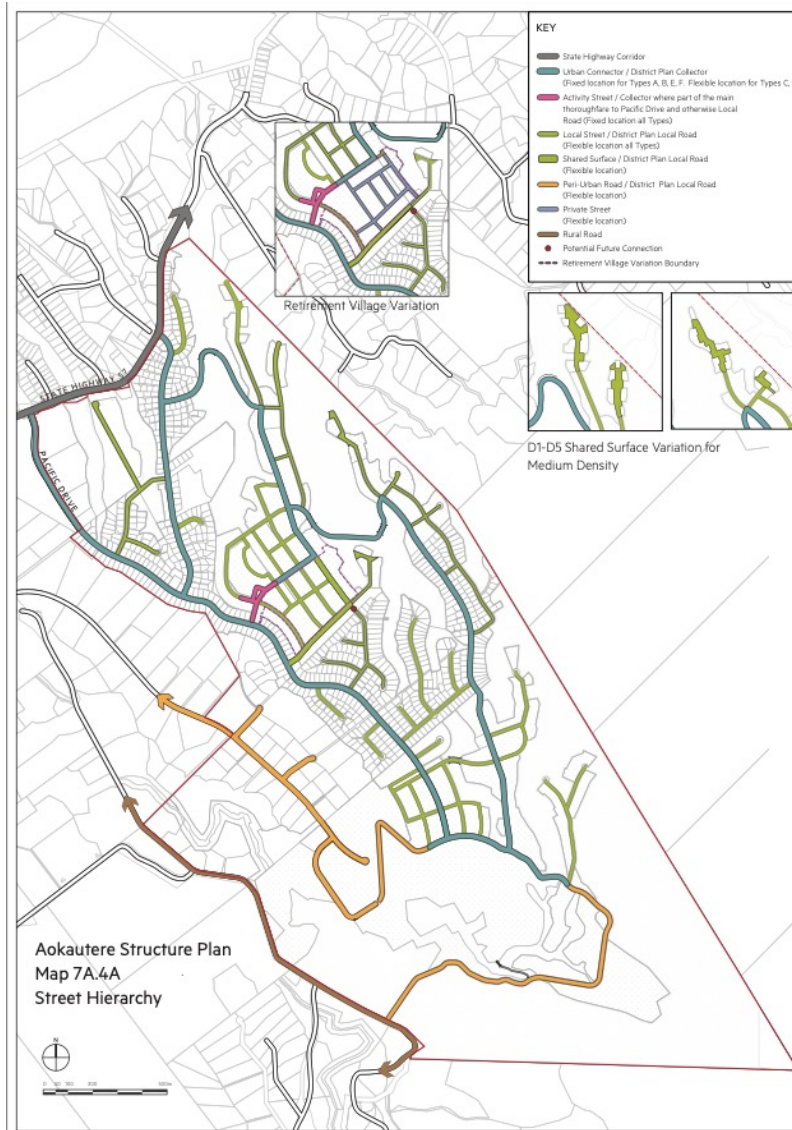 KEY
State Highway Corridor
Urban Connector / District Plan Collector
(Fixed location for Types A, B, E, F. Flexible location for Types C,
Activity Street / Collector where part of the main
thoroughfare to Pacific Drive and otherwise Local
Road (Fixed location all Types)
Local Street / District Plan Local Road
(Flexible location all Types)
Shared Surface / District Plan Local Road
(Flexible location)
Peri-Urban Road / District Plan Local Road
(Flexible location)
Private Street
(Flexible location)
Rural Road
Potential Future Connection
Retirement Village Variation Boundary
Retirement Village Variation
D1-D5 Shared Surface Variation for
Medium Density
STATE HIGHWAY 57
PACIFIC DRIVE
Aokautere Structure Plan
Map 7A.4A
Street Hierarchy
N
0